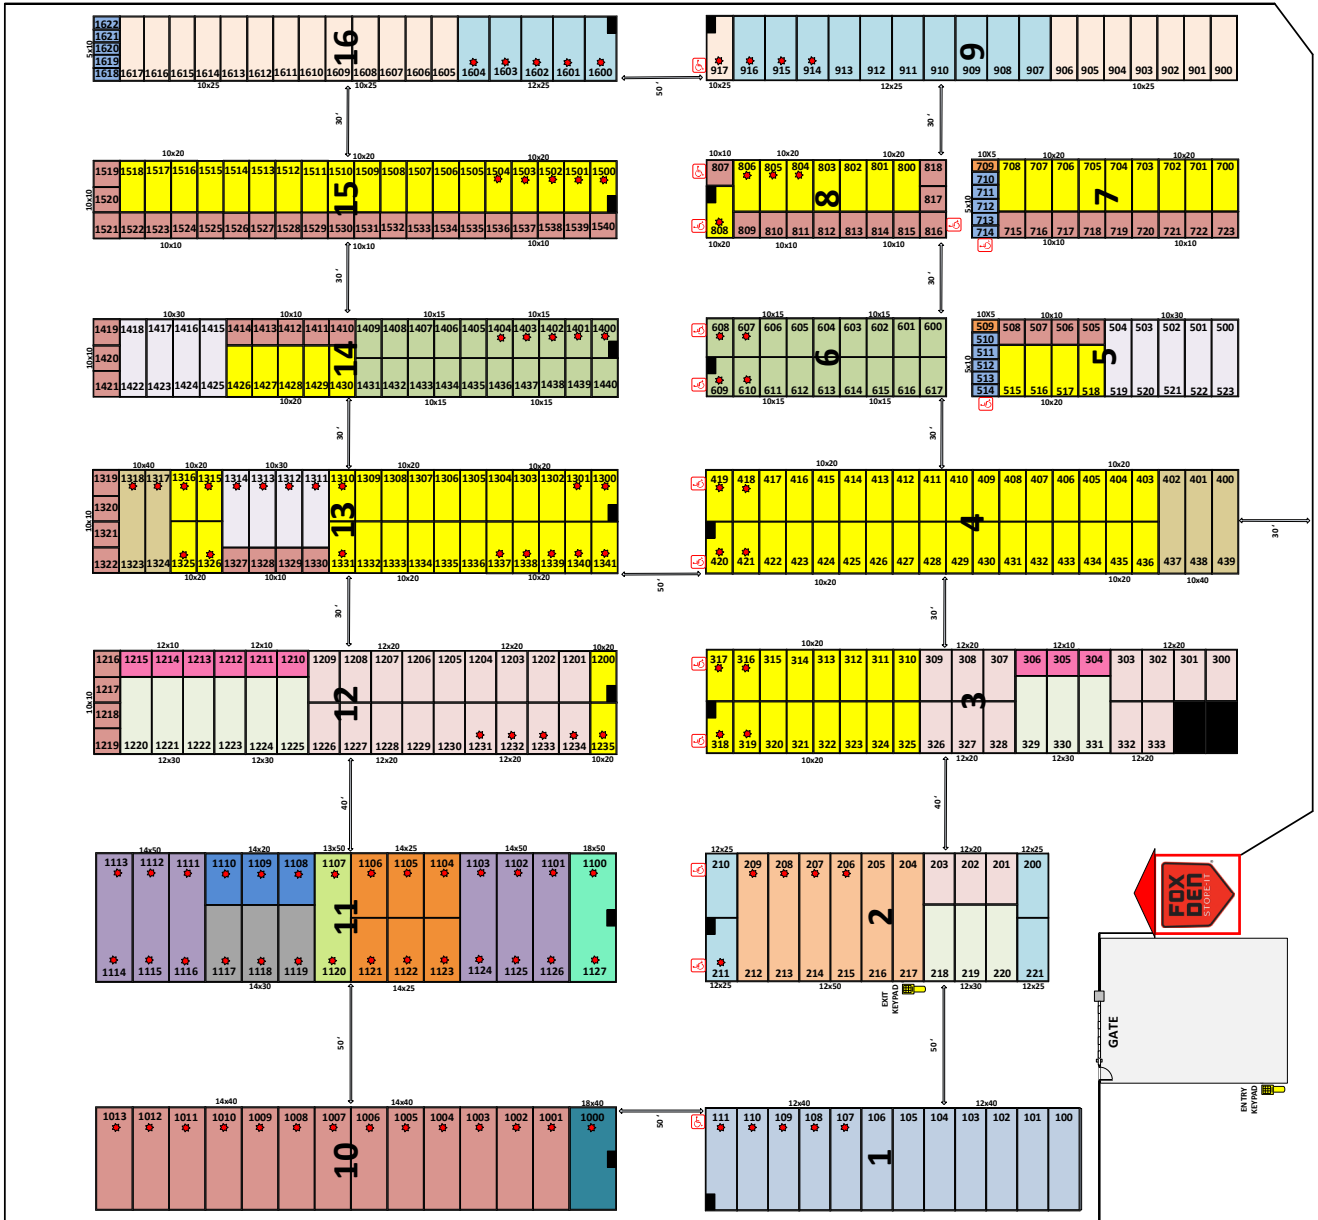 1622
1621
1620
1619
1618
5x10
1617 1616 1615 1614 1613 1612 1611 1610 1609 1608 1607 1606 1605 1604 1603 1602 1601 1600
16
10x25 10x25 12x25
50'
917 916 915 914 913 912 911 910 909 908 907 906 905 904 903 902 901 900
9
10x25 12x25 10x25
30' 30'
10x20 10x20 10x20
1519 1518 1517 1516 1515 1514 1513 1512 1511 1510 1509 1508 1507 1506 1505 1504 1503 1502 1501 1500
1520
10x10
15
1521 1522 1523 1524 1525 1526 1527 1528 1529 1530 1531 1532 1533 1534 1535 1536 1537 1538 1539 1540
10x10 10x10 10x10
10x10 10x20 10x20
807 806 805 804 803 802 801 800 818
817
8
808 809 810 811 812 813 814 815 816
10x20 10x10 10x10
10X5 10x20 10x20
709 708 707 706 705 704 703 702 701 700
710
711
712
713
714
5x10
7
715 716 717 718 719 720 721 722 723
10x10 10x10
30' 30'
10x30 10x10 10x15 10x15
1419 1418 1417 1416 1415 1414 1413 1412 1411 1410 1409 1408 1407 1406 1405 1404 1403 1402 1401 1400
1420
10x10
14
1421 1422 1423 1424 1425 1426 1427 1428 1429 1430 1431 1432 1433 1434 1435 1436 1437 1438 1439 1440
10x20 10x15 10x15
10x15 10x15
608 607 606 605 604 603 602 601 600
6
609 610 611 612 613 614 615 616 617
10x15 10x15
10X5 10x10 10x30
509 508 507 506 505 504 503 502 501 500
510
511
512
513
514
5x10
5
515 516 517 518 519 520 521 522 523
10x20
30' 30'
10x40 10x20 10x30 10x20 10x20
1319 1318 1317 1316 1315 1314 1313 1312 1311 1310 1309 1308 1307 1306 1305 1304 1303 1302 1301 1300
1320
1321
10x10
13
1322 1323 1324 1325 1326 1327 1328 1329 1330 1331 1332 1333 1334 1335 1336 1337 1338 1339 1340 1341
10x20 10x10 10x20 10x20
50'
10x20 10x20
419 418 417 416 415 414 413 412 411 410 409 408 407 406 405 404 403 402 401 400
4
420 421 422 423 424 425 426 427 428 429 430 431 432 433 434 435 436 437 438 439
10x20 10x20 10x40
30'
30' 30'
12x10 12x10 12x20 12x20 10x20
1216 1215 1214 1213 1212 1211 1210 1209 1208 1207 1206 1205 1204 1203 1202 1201 1200
1217
1218
10x10
12
1219 1220 1221 1222 1223 1224 1225 1226 1227 1228 1229 1230 1231 1232 1233 1234 1235
12x30 12x30 12x20 12x20 10x20
10x20 12x20 12x10 12x20
317 316 315 314 313 312 311 310 309 308 307 306 305 304 303 302 301 300
3
318 319 320 321 322 323 324 325 326 327 328 329 330 331 332 333
10x20 12x20 12x30 12x20
40' 40'
14x50 14x20 13x50 14x25 14x50 18x50
1113 1112 1111 1110 1109 1108 1107 1106 1105 1104 1103 1102 1101 1100
11
1114 1115 1116 1117 1118 1119 1120 1121 1122 1123 1124 1125 1126 1127
14x30 14x25
12x25 12x20 12x25
210 209 208 207 206 205 204 203 202 201 200
2
211 212 213 214 215 216 217 218 219 220 221
12x25 12x50 12x30 12x25
EXIT
KEYPAD
FOX
DEN
STORE-IT
GATE
ENTRY
KEYPAD
50' 50'
14x40 14x40 18x40
1013 1012 1011 1010 1009 1008 1007 1006 1005 1004 1003 1002 1001 1000
10
50'
12x40 12x40
111 110 109 108 107 106 105 104 103 102 101 100
1